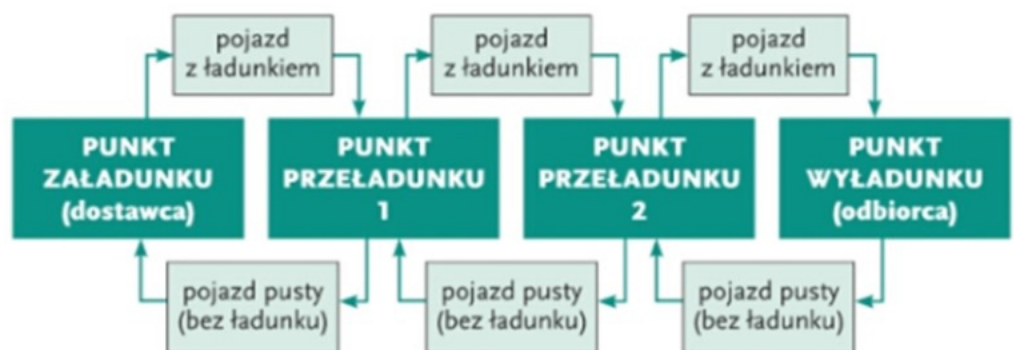 pojazd
z ładunkiem
pojazd
z ładunkiem
pojazd
z ładunkiem
PUNKT
ZAŁADUNKU
(dostawca)
PUNKT
PRZEŁADUNKU
1
PUNKT
PRZEŁADUNKU
2
PUNKT
WYŁADUNKU
(odbiorca)
pojazd pusty
(bez ładunku)
pojazd pusty
(bez ładunku)
pojazd pusty
(bez ładunku)